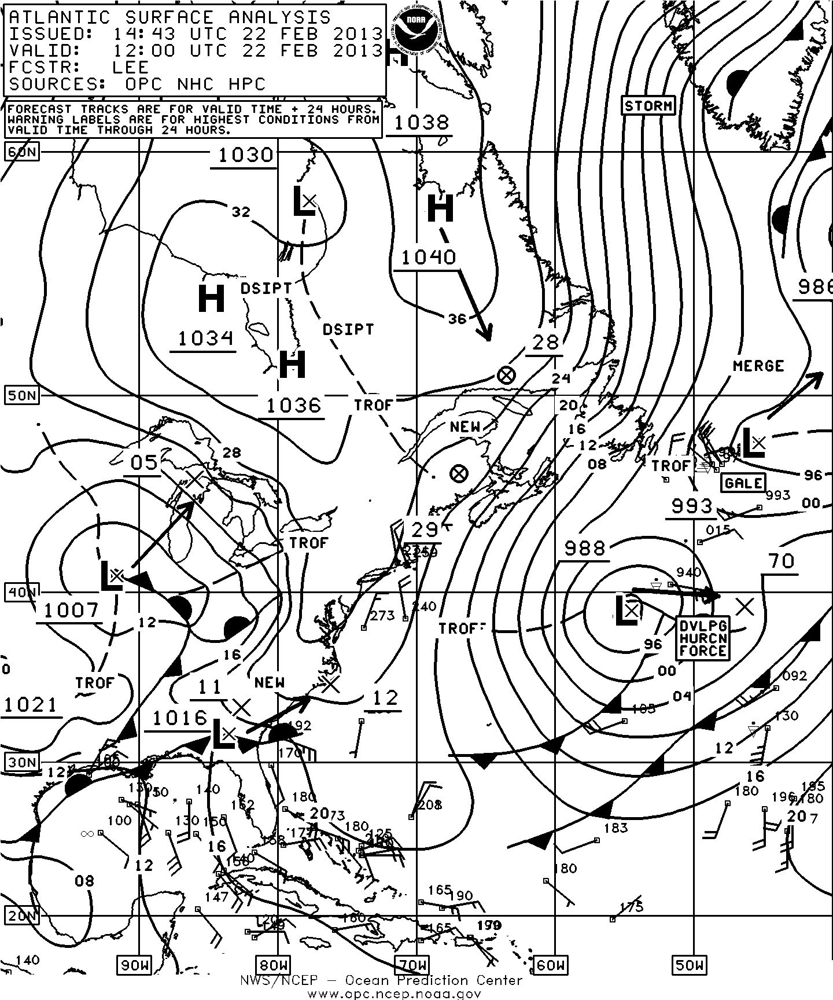 ATLANTIC SURFACE ANALYSIS
ISSUED: 14:43 UTC 22 FEB 2013
VALID: 12:00 UTC 22 FEB 2013
FCSTR: LEE
SOURCES: OPC NHC HPC
NOAA
FORECAST TRACKS ARE FOR VALID TIME + 24 HOURS.
WARNING LABELS ARE FOR HIGHEST CONDITIONS FROM
VALID TIME THROUGH 24 HOURS.
STORM
1038
60N
1030
L
H
32
1040
H
DSIPT
986
36
DSIPT
1034
28
H
MERGE
24
50N
1036
TROF
20
NEW
16
L
12
28
05
08
TROF
96
GALE
993
00
993
29
015
TROF
988
70
259
940
L
40N
1007
273
240
L
12
TROF
DVLPG
HURCN
FORCE
96
16
00
TROF
NEW
092
11
12
04
1021
105
1016
192
130
L
170
12
30N
12
16
140
180
180
195
196
180
20
20
7
100
130
150
180
183
16
12
180
08
147
165
190
175
20N
160
165
140
90W
80W
70W
60W
50W
NWS/NCEP – Ocean Prediction Center
www.opc.ncep.noaa.gov